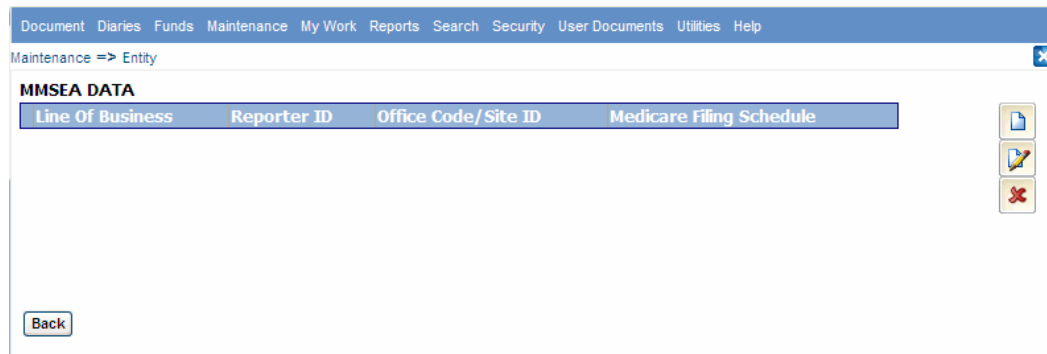 Document Diaries Funds Maintenance My Work Reports Search Security User Documents Utilities Help
Maintenance => Entity
MMSEA DATA
Line Of Business Reporter ID Office Code/Site ID Medicare Filing Schedule
Back